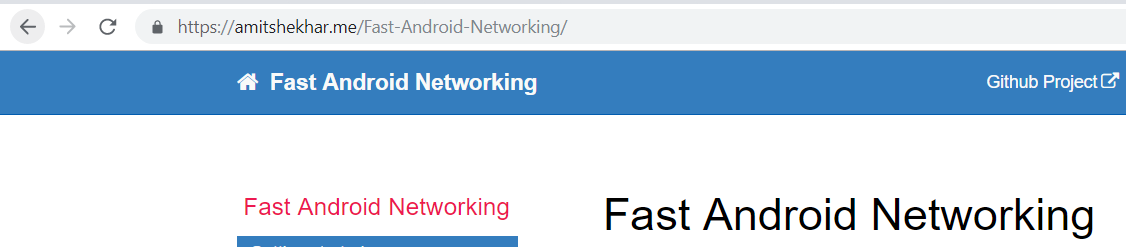 https://amitshekhar.me/Fast-Android-Networking/
Fast Android Networking
Github Project
Fast Android Networking
Fast Android Networking